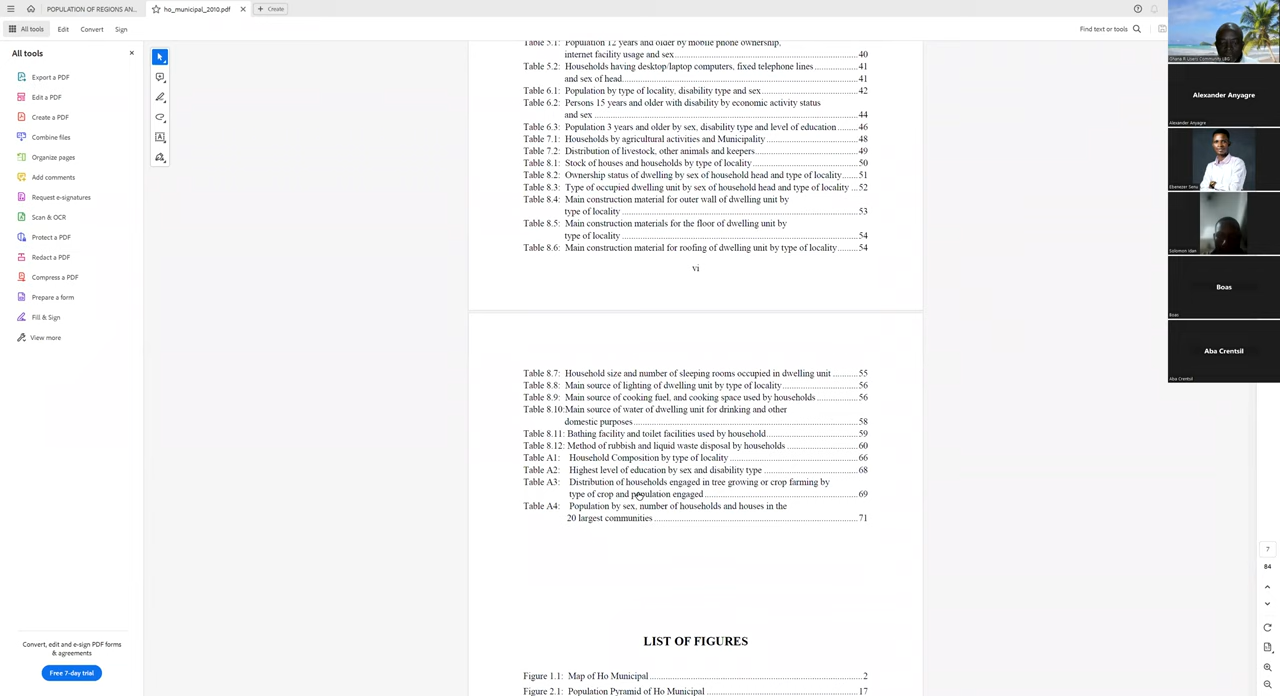 POPULATION OF REGIONS AN...
ho_municipal_2010.pdf
Create
All tools
Edit
Convert
Sign
Find text or tools
All tools
Export a PDF
Edit a PDF
Create a PDF
Combine files
Organize pages
Add comments
Request e-signatures
Scan & OCR
Protect a PDF
Redact a PDF
Compress a PDF
Prepare a form
Fill & Sign
View more
Convert, edit and e-sign PDF forms
& agreements
Free 7-day trial
Table 5.1: Population 12 years and older by mobile phone ownership,
internet facility usage and sex 40
Table 5.2: Households having desktop/laptop computers, fixed telephone lines 41
and sex of head 41
Table 6.1: Population by type of locality, disability type and sex 42
Table 6.2: Persons 15 years and older with disability by economic activity status
and sex 44
Table 6.3: Population 3 years and older by sex, disability type and level of education 46
Table 7.1: Households by agricultural activities and Municipality 48
Table 7.2: Distribution of livestock, other animals and keepers 49
Table 8.1: Stock of houses and households by type of locality 50
Table 8.2: Ownership status of dwelling by sex of household head and type of locality 51
Table 8.3: Type of occupied dwelling unit by sex of household head and type of locality 52
Table 8.4: Main construction material for outer wall of dwelling unit by
type of locality 53
Table 8.5: Main construction materials for the floor of dwelling unit by
type of locality 54
Table 8.6: Main construction material for roofing of dwelling unit by type of locality 54
vi
Table 8.7: Household size and number of sleeping rooms occupied in dwelling unit 55
Table 8.8: Main source of lighting of dwelling unit by type of locality 56
Table 8.9: Main source of cooking fuel, and cooking space used by households 56
Table 8.10:Main source of water of dwelling unit for drinking and other
domestic purposes 58
Table 8.11: Bathing facility and toilet facilities used by household 59
Table 8.12: Method of rubbish and liquid waste disposal by households 60
Table A1: Household Composition by type of locality 66
Table A2: Highest level of education by sex and disability type 68
Table A3: Distribution of households engaged in tree growing or crop farming by
type of crop and population engaged 69
Table A4: Population by sex, number of households and houses in the
20 largest communities 71
LIST OF FIGURES
Figure 1.1: Map of Ho Municipal 2
Figure 2.1: Population Pyramid of Ho Municipal 17
7
84
Ghana R Users Community LBG
Alexander Anyagre
Alexander Anyagre
Solomon Idan
Boas
Boas
Aba Crentsil
Aba Crentsil